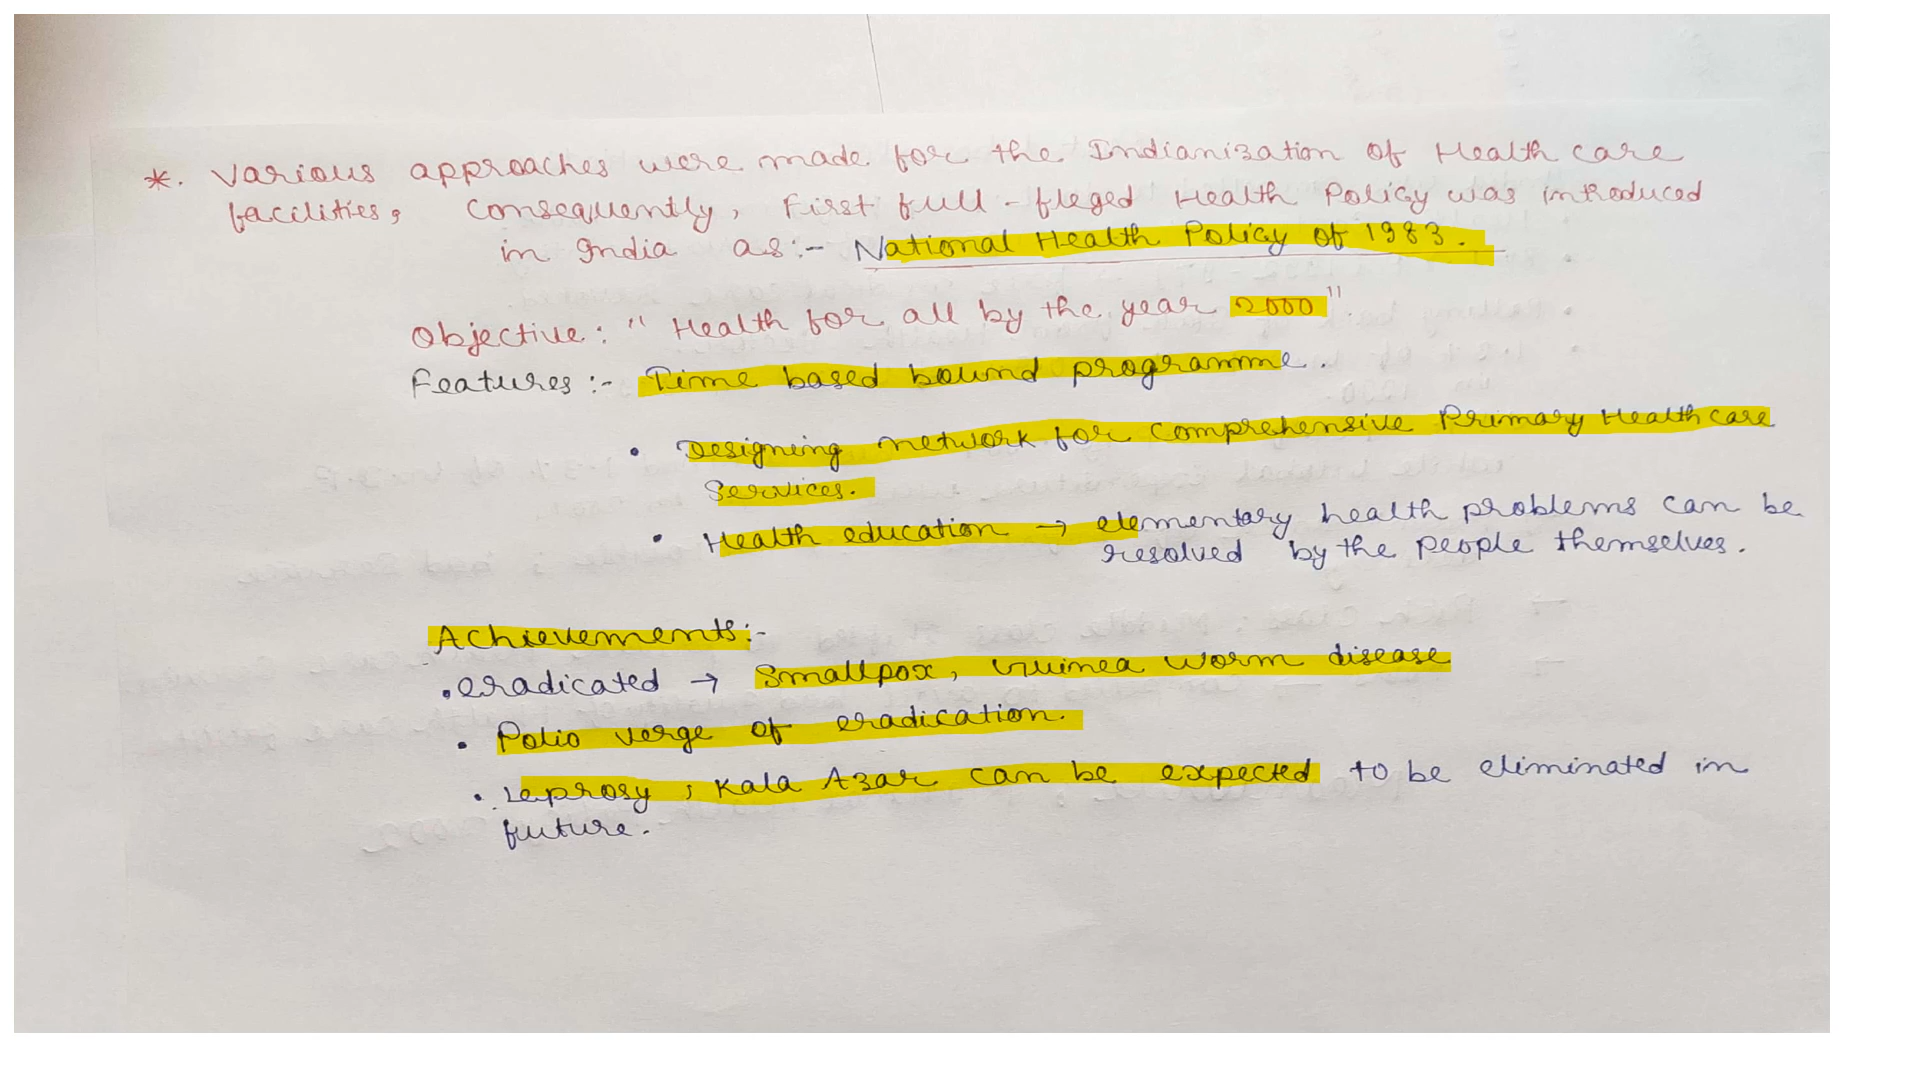 *. Various approaches were made for the Indianization of Health care
facilities, Consequently, First full-fleged Health Policy was introduced
in India as:- National Health Policy of 1983.
Objective: "Health for all by the year 2000".
Features:- Time based bound programme.
• Designing network for comprehensive Primary Healthcare
Services.
• Health education → elementary health problems can be
resolved by the people themselves.
Achievements:-
• eradicated → Smallpox, Guinea worm disease
• Polio verge of eradication.
• Leprosy, Kala Azar can be expected to be eliminated in
future.